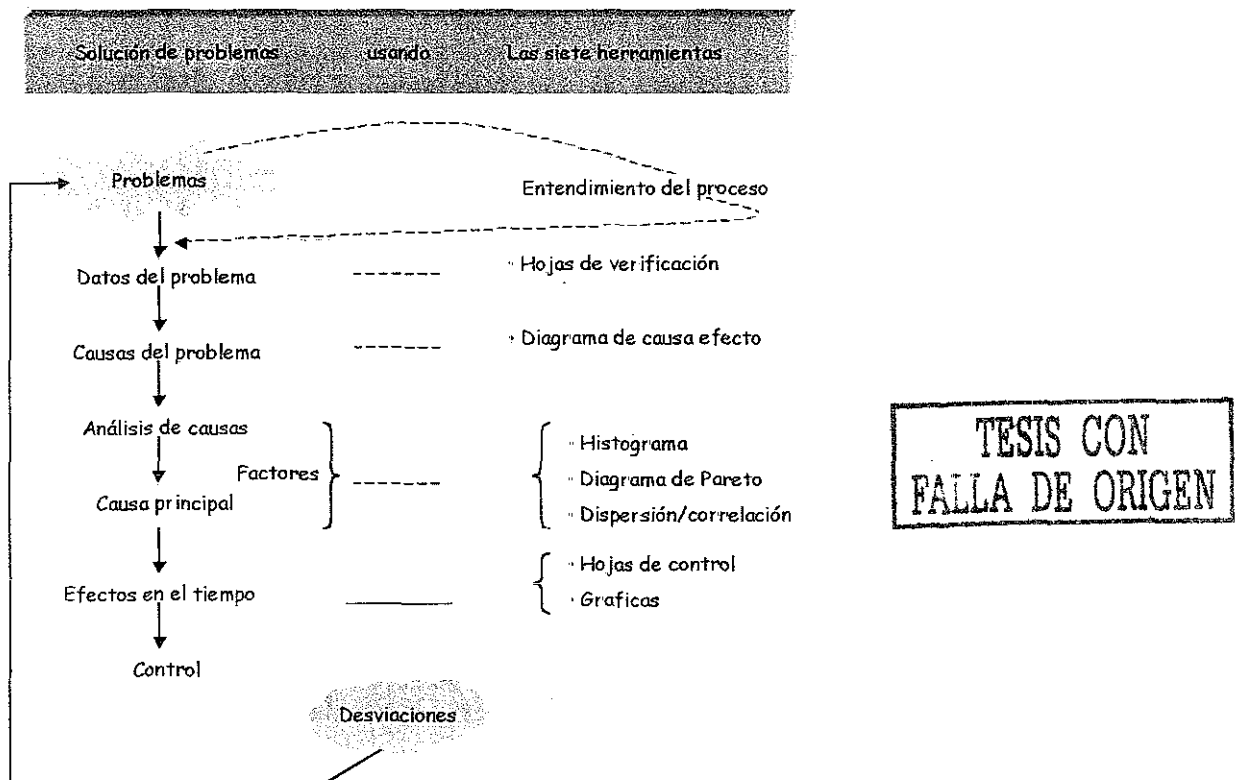 Solución de problemas usando Las siete herramientas
Problemas
Entendimiento del proceso
Datos del problema
· Hojas de verificación
Causas del problema
· Diagrama de causa efecto
Análisis de causas
Factores
Causa principal
· Histograma
· Diagrama de Pareto
· Dispersión/correlación
Efectos en el tiempo
· Hojas de control
· Graficas
Control
Desviaciones
TESIS CON
FALLA DE ORIGEN